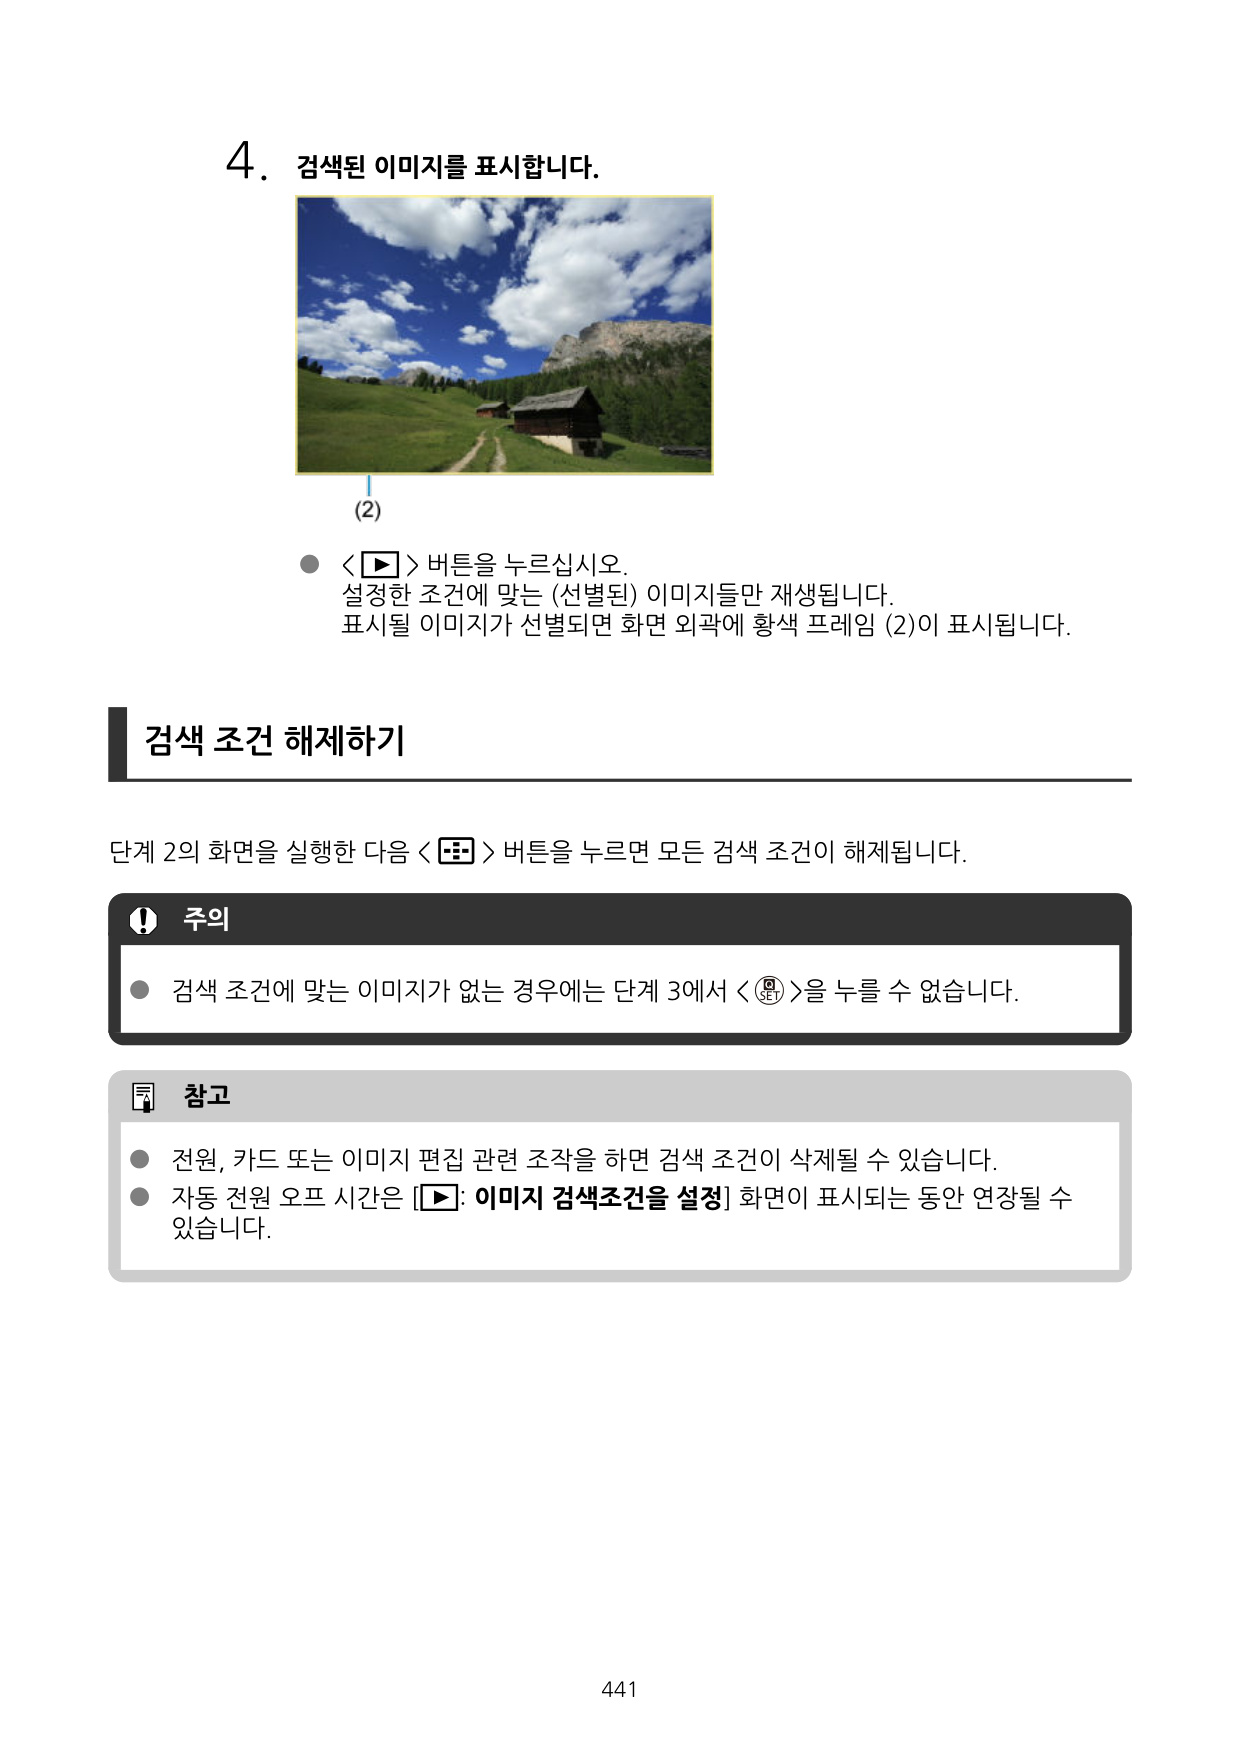 4. 검색된 이미지를 표시합니다.
(2)
● < ▶ > 버튼을 누르십시오.
설정한 조건에 맞는 (선별된) 이미지들만 재생됩니다.
표시될 이미지가 선별되면 화면 외곽에 황색 프레임 (2)이 표시됩니다.
검색 조건 해제하기
단계 2의 화면을 실행한 다음 < > 버튼을 누르면 모든 검색 조건이 해제됩니다.
주의
● 검색 조건에 맞는 이미지가 없는 경우에는 단계 3에서 < Q SET >을 누를 수 없습니다.
참고
● 전원, 카드 또는 이미지 편집 관련 조작을 하면 검색 조건이 삭제될 수 있습니다.
● 자동 전원 오프 시간은 [▶: 이미지 검색조건을 설정] 화면이 표시되는 동안 연장될 수
있습니다.
441